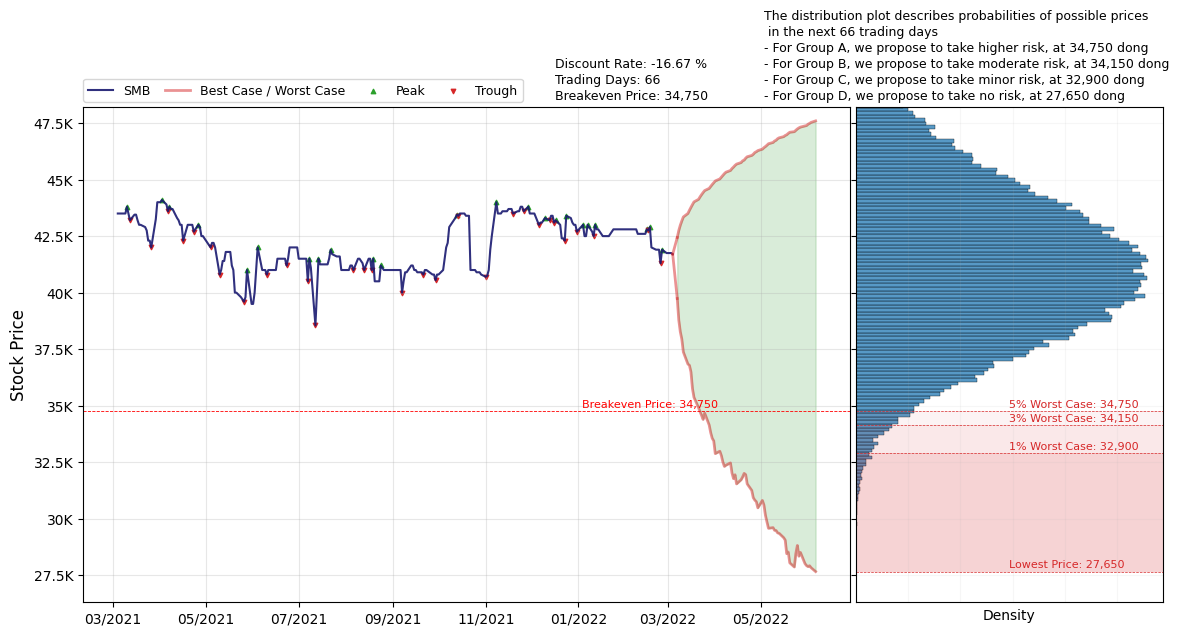 The distribution plot describes probabilities of possible prices
in the next 66 trading days
- For Group A, we propose to take higher risk, at 34,750 dong
- For Group B, we propose to take moderate risk, at 34,150 dong
- For Group C, we propose to take minor risk, at 32,900 dong
- For Group D, we propose to take no risk, at 27,650 dong
Discount Rate: -16.67 %
Trading Days: 66
Breakeven Price: 34,750
SMB
Best Case / Worst Case
Peak
Trough
Stock Price
47.5K
45K
42.5K
40K
37.5K
35K
32.5K
30K
27.5K
Breakeven Price: 34,750
03/2021
05/2021
07/2021
09/2021
11/2021
01/2022
03/2022
05/2022
5% Worst Case: 34,750
3% Worst Case: 34,150
1% Worst Case: 32,900
Lowest Price: 27,650
Density